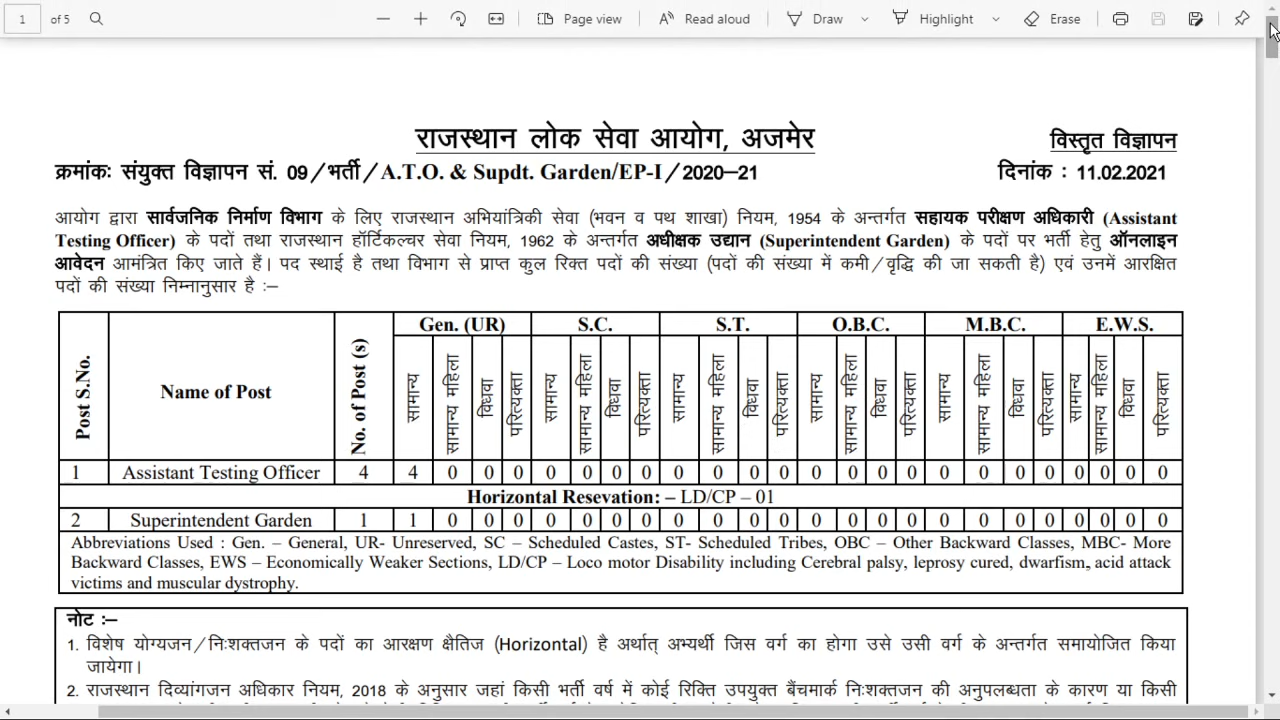 1 of 5 Page view Read aloud Draw Highlight Erase
राजस्थान लोक सेवा आयोग, अजमेर विस्तृत विज्ञापन
क्रमांकः संयुक्त विज्ञापन सं. 09/भर्ती/A.T.O. & Supdt. Garden/EP-I/2020–21 दिनांक : 11.02.2021
आयोग द्वारा सार्वजनिक निर्माण विभाग के लिए राजस्थान अभियांत्रिकी सेवा (भवन व पथ शाखा) नियम, 1954 के अन्तर्गत सहायक परीक्षण अधिकारी (Assistant
Testing Officer) के पदों तथा राजस्थान हॉर्टिकल्चर सेवा नियम, 1962 के अन्तर्गत अधीक्षक उद्यान (Superintendent Garden) के पदों पर भर्ती हेतु ऑनलाइन
आवेदन आमंत्रित किए जाते हैं। पद स्थाई है तथा विभाग से प्राप्त कुल रिक्त पदों की संख्या (पदों की संख्या में कमी/वृद्धि की जा सकती है) एवं उनमें आरक्षित
पदों की संख्या निम्नानुसार है :–
Post S.No. Name of Post No. of Post (s) Gen. (UR) S.C. S.T. O.B.C. M.B.C. E.W.S.
सामान्य सामान्य महिला विधवा परित्यक्ता सामान्य सामान्य महिला विधवा परित्यक्ता सामान्य सामान्य महिला विधवा परित्यक्ता सामान्य सामान्य महिला विधवा परित्यक्ता सामान्य सामान्य महिला विधवा परित्यक्ता सामान्य सामान्य महिला विधवा परित्यक्ता
1 Assistant Testing Officer 4 4 0 0 0 0 0 0 0 0 0 0 0 0 0 0 0 0 0 0 0 0 0 0 0
Horizontal Resevation: – LD/CP – 01
2 Superintendent Garden 1 1 0 0 0 0 0 0 0 0 0 0 0 0 0 0 0 0 0 0 0 0 0 0 0
Abbreviations Used : Gen. – General, UR- Unreserved, SC – Scheduled Castes, ST- Scheduled Tribes, OBC – Other Backward Classes, MBC- More
Backward Classes, EWS – Economically Weaker Sections, LD/CP – Loco motor Disability including Cerebral palsy, leprosy cured, dwarfism, acid attack
victims and muscular dystrophy.
नोट :–
1. विशेष योग्यजन/निःशक्तजन के पदों का आरक्षण क्षैतिज (Horizontal) है अर्थात् अभ्यर्थी जिस वर्ग का होगा उसे उसी वर्ग के अन्तर्गत समायोजित किया
जायेगा।
2. राजस्थान दिव्यांगजन अधिकार नियम, 2018 के अनुसार जहां किसी भर्ती वर्ष में कोई रिक्ति उपयुक्त बैंचमार्क निःशक्तजन की अनुपलब्धता के कारण या किसी